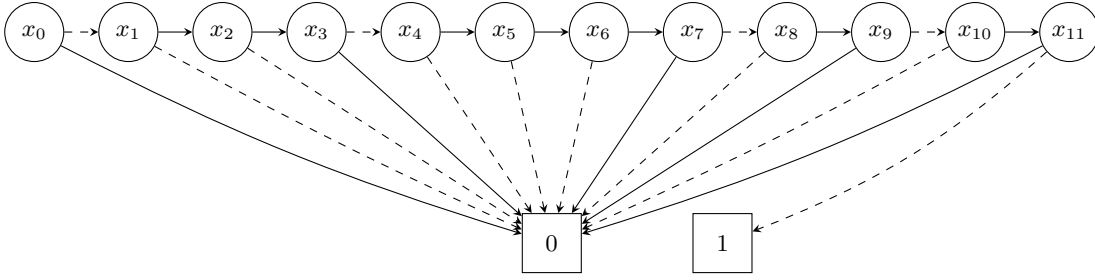 x₀ x₁ x₂ x₃ x₄ x₅ x₆ x₇ x₈ x₉ x₁₀ x₁₁
0 1